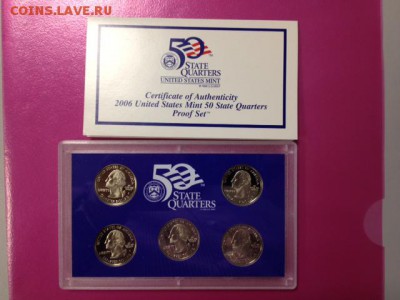 COINS.LAVE.RU
50
STATE
QUARTERS
UNITED STATES MINT
Certificate of Authenticity
2006 United States Mint 50 State Quarters
Proof Set™
50
STATE
QUARTERS